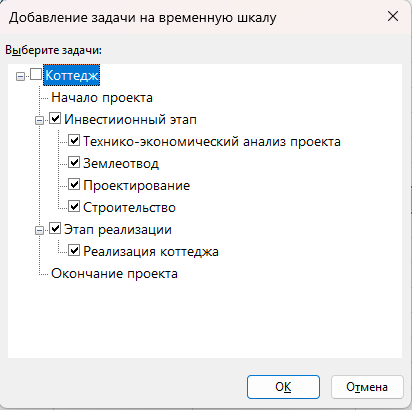 Добавление задачи на временную шкалу
Выберите задачи:
Коттедж
Начало проекта
Инвестиионный этап
Технико-экономический анализ проекта
Землеотвод
Проектирование
Строительство
Этап реализации
Реализация коттеджа
Окончание проекта
ОК
Отмена